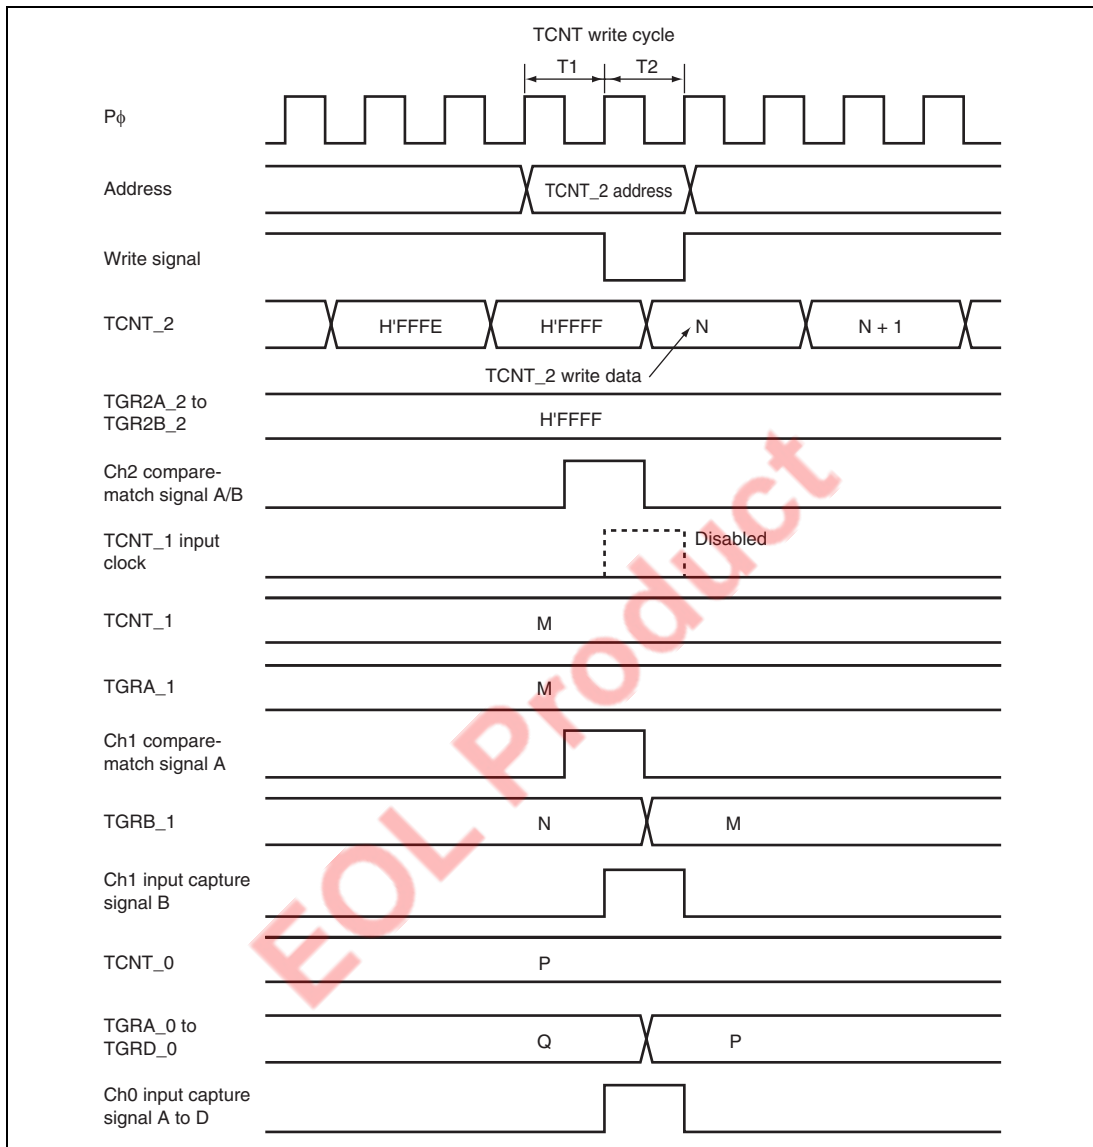 TCNT write cycle
T1 T2
Pϕ
Address
TCNT_2 address
Write signal
TCNT_2
H'FFFE H'FFFF N N + 1
TCNT_2 write data
TGR2A_2 to
TGR2B_2
H'FFFF
Ch2 compare-
match signal A/B
TCNT_1 input
clock
Disabled
TCNT_1
M
TGRA_1
M
Ch1 compare-
match signal A
TGRB_1
N M
Ch1 input capture
signal B
TCNT_0
P
TGRA_0 to
TGRD_0
Q P
Ch0 input capture
signal A to D
EOL Product